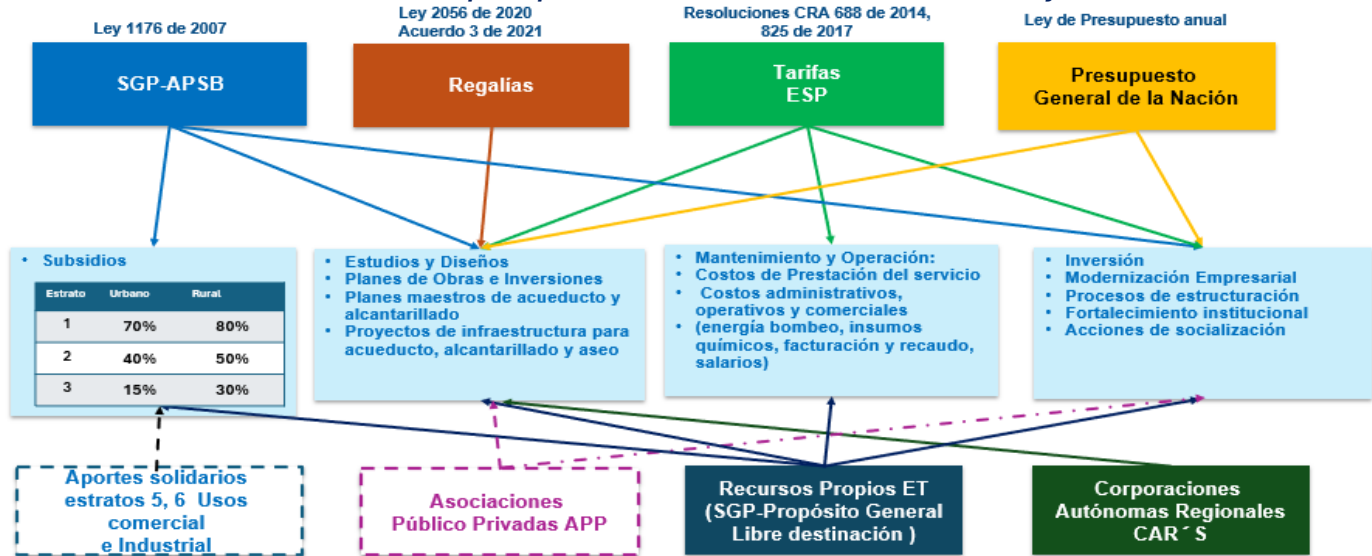 Ley 1176 de 2007
Ley 2056 de 2020
Acuerdo 3 de 2021
Resoluciones CRA 688 de 2014,
825 de 2017
Ley de Presupuesto anual
SGP-APSB
Regalías
Tarifas
ESP
Presupuesto
General de la Nación
• Subsidios
Estrato Urbano Rural
1 70% 80%
2 40% 50%
3 15% 30%
• Estudios y Diseños
• Planes de Obras e Inversiones
• Planes maestros de acueducto y
alcantarillado
• Proyectos de infraestructura para
acueducto, alcantarillado y aseo
• Mantenimiento y Operación:
• Costos de Prestación del servicio
• Costos administrativos,
operativos y comerciales
• (energía bombeo, insumos
químicos, facturación y recaudo,
salarios)
• Inversión
• Modernización Empresarial
• Procesos de estructuración
• Fortalecimiento institucional
• Acciones de socialización
Aportes solidarios
estratos 5, 6 Usos
comercial
e Industrial
Asociaciones
Público Privadas APP
Recursos Propios ET
(SGP-Propósito General
Libre destinación )
Corporaciones
Autónomas Regionales
CAR´S